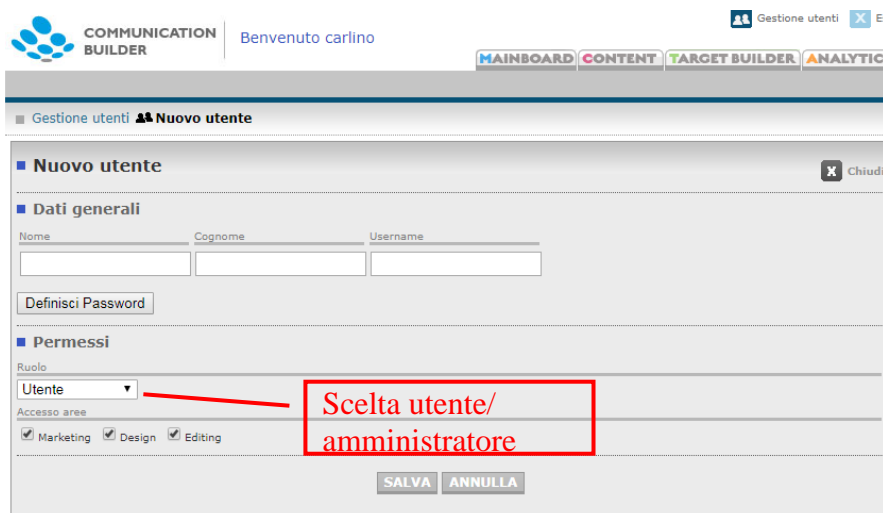 COMMUNICATION
BUILDER
Benvenuto carlino
Gestione utenti X E
MAINBOARD CONTENT TARGET BUILDER ANALYTIC
Gestione utenti Nuovo utente
Nuovo utente
X Chiudi
Dati generali
Nome Cognome Username
Definisci Password
Permessi
Ruolo
Utente
Accesso aree
Marketing Design Editing
Scelta utente/
amministratore
SALVA ANNULLA